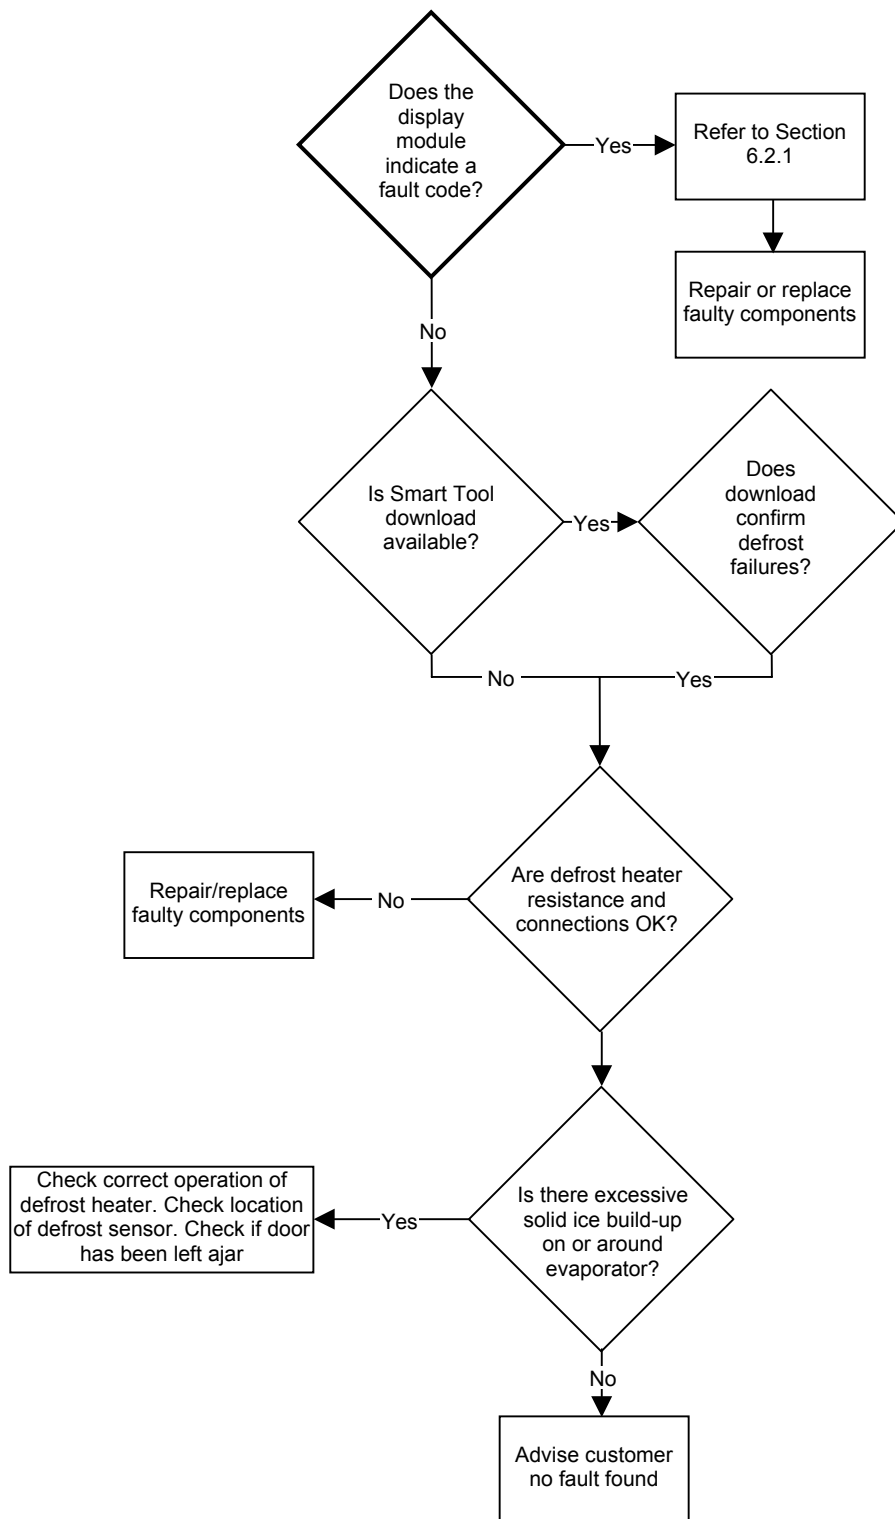 Does the
display
module
indicate a
fault code?
Yes
Refer to Section
6.2.1
Repair or replace
faulty components
No
Is Smart Tool
download
available?
Yes
Does
download
confirm
defrost
failures?
No
Yes
Are defrost heater
resistance and
connections OK?
No
Repair/replace
faulty components
Is there excessive
solid ice build-up
on or around
evaporator?
Yes
Check correct operation of
defrost heater. Check location
of defrost sensor. Check if door
has been left ajar
No
Advise customer
no fault found